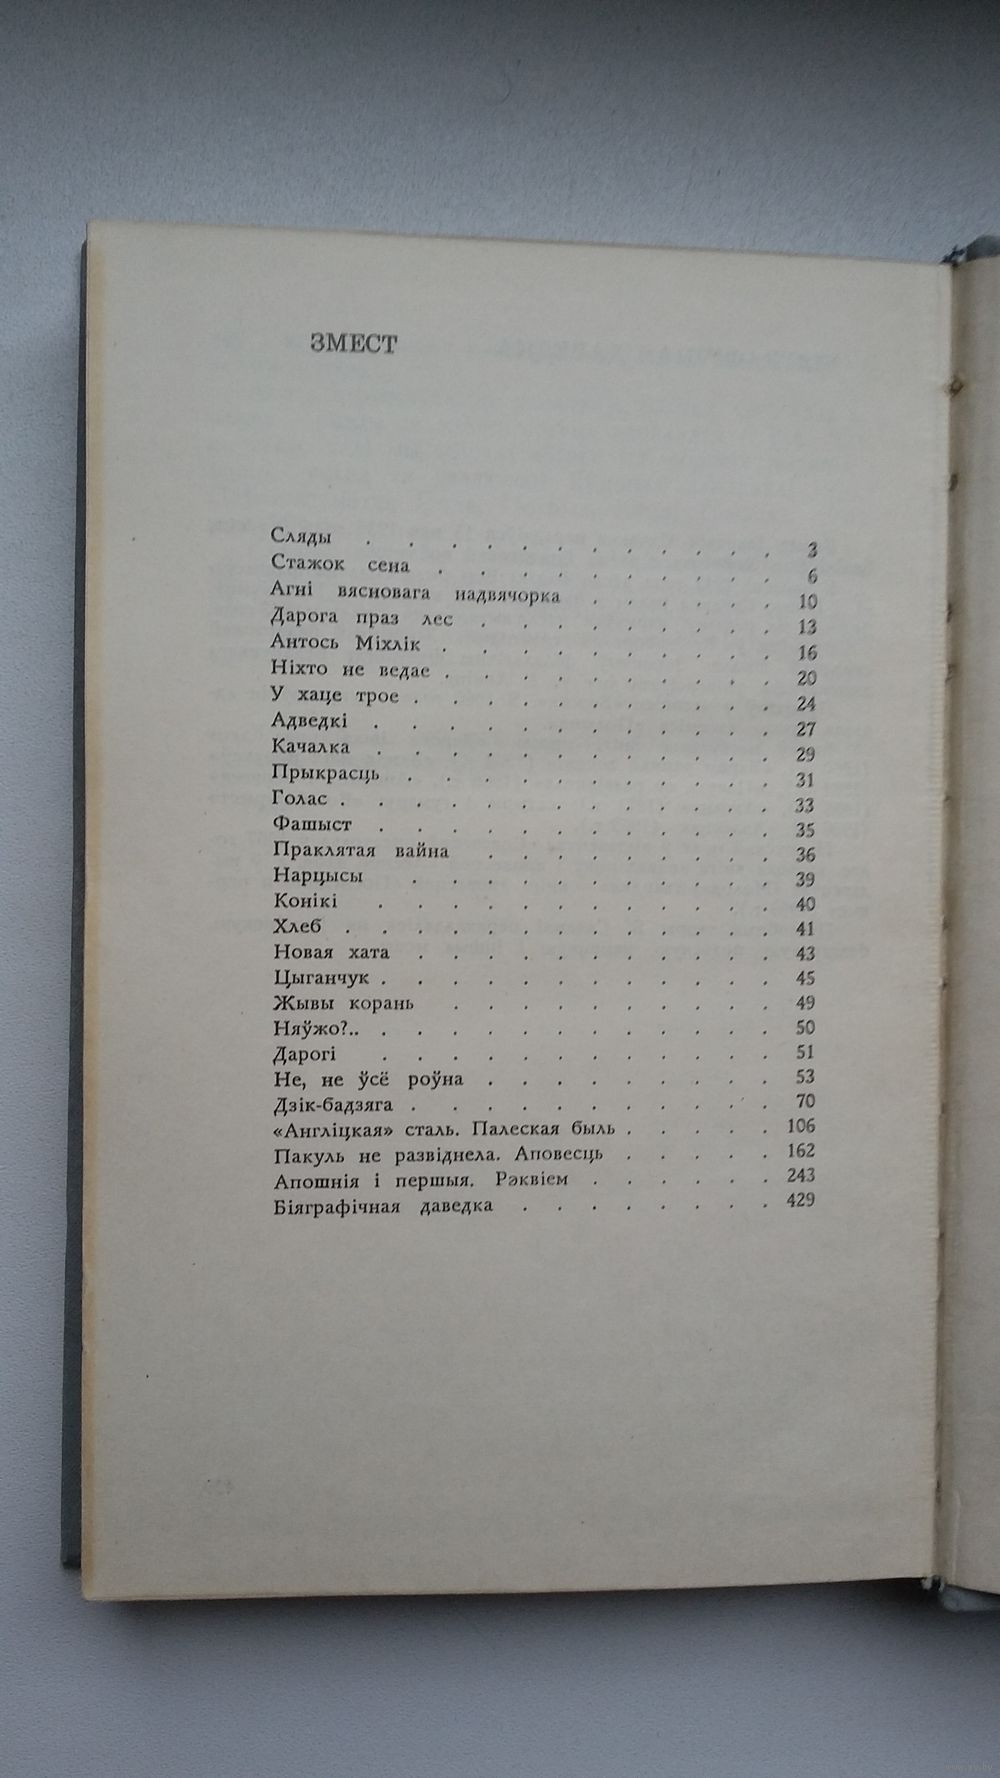 ЗМЕСТ
Сляды . . . . . . . . . . . . 3
Стажок сена . . . . . . . . . . 6
Агні вясновага надвячорка . . . . . . 10
Дарога праз лес . . . . . . . . . 13
Антось Міхлік . . . . . . . . . . 16
Ніхто не ведае . . . . . . . . . . 20
У хаце трое . . . . . . . . . . . 24
Адведкі . . . . . . . . . . . 27
Качалка . . . . . . . . . . . 29
Прыкрасць . . . . . . . . . . 31
Голас . . . . . . . . . . . . 33
Фашыст . . . . . . . . . . . 35
Праклятая вайна . . . . . . . . 36
Нарцысы . . . . . . . . . . 39
Конікі . . . . . . . . . . . 40
Хлеб . . . . . . . . . . . . 41
Новая хата . . . . . . . . . . 43
Цыганчук . . . . . . . . . . . 45
Жывы корань . . . . . . . . . 49
Няўжо?.. . . . . . . . . . . . 50
Дарогі . . . . . . . . . . . 51
Не, не ўсё роўна . . . . . . . . 53
Дзік-бадзяга . . . . . . . . . . 70
«Англіцкая» сталь. Палеская быль . . . . . 106
Пакуль не развіднела. Аповесць . . . . . 162
Апошнія і першыя. Рэквіем . . . . . . 243
Біяграфічная даведка . . . . . . . . 429